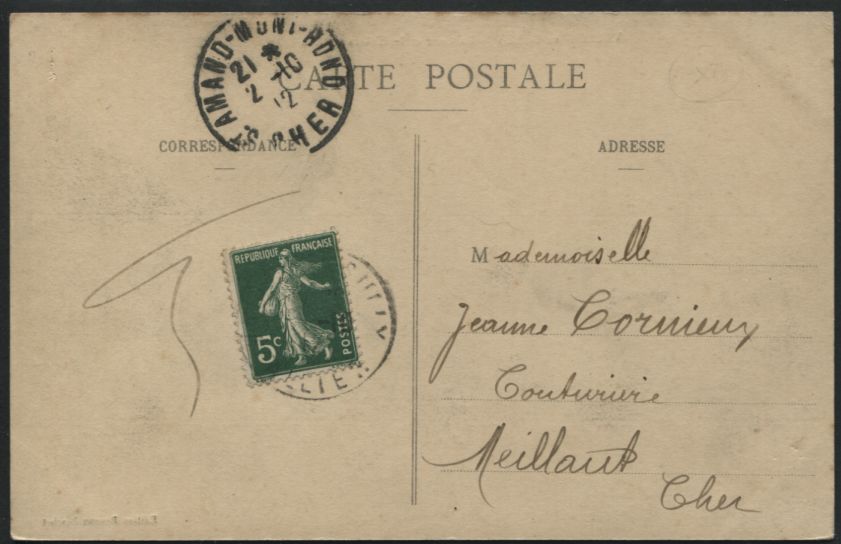 CARTE POSTALE
ST AMAND-MONT-ROND
21 *
2 -10
12
CHER
CORRESPONDANCE
ADRESSE
REPUBLIQUE FRANÇAISE
5c
POSTES
Mademoiselle
Jeanne Cornieux
Couturière
Meillant
Cher